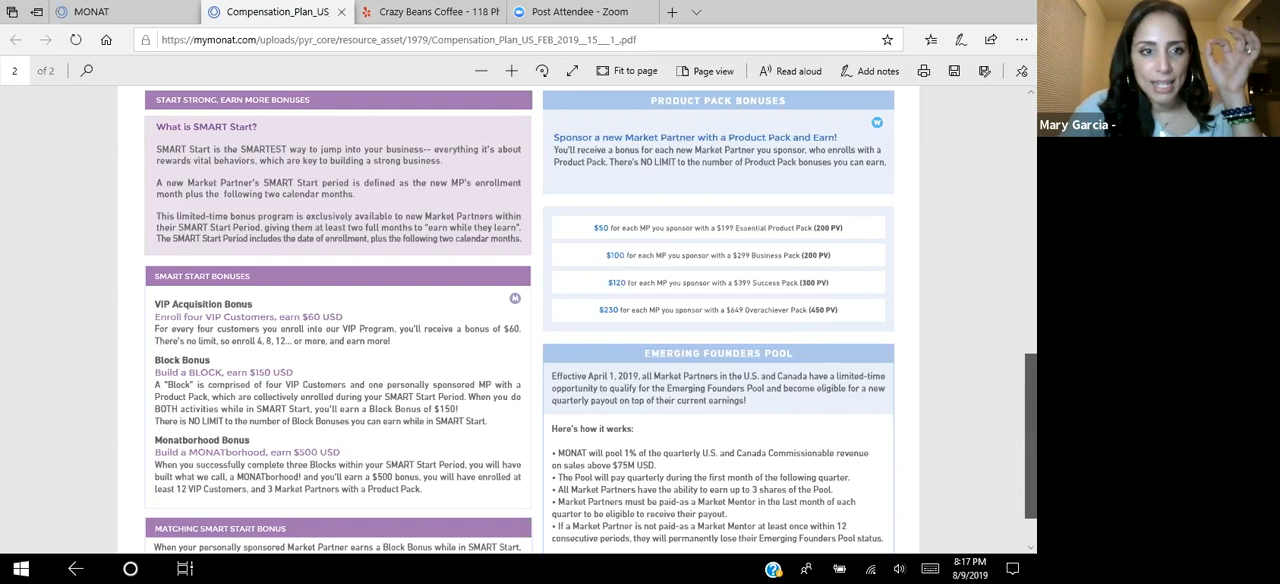 MONAT
Compensation_Plan_US
Crazy Beans Coffee - 118 Ph
Post Attendee - Zoom
https://mymonat.com/uploads/pyr_core/resource_asset/1979/Compensation_Plan_US_FEB_2019__15___1_.pdf
2 of 2
Fit to page
Page view
Read aloud
Add notes
START STRONG, EARN MORE BONUSES
What is SMART Start?
SMART Start is the SMARTEST way to jump into your business-- everything it's about
rewards vital behaviors, which are key to building a strong business.
A new Market Partner's SMART Start period is defined as the new MP's enrollment
month plus the following two calendar months.
This limited-time bonus program is exclusively available to new Market Partners within
their SMART Start Period, giving them at least two full months to "earn while they learn".
The SMART Start Period includes the date of enrollment, plus the following two calendar months.
SMART START BONUSES
M
VIP Acquisition Bonus
Enroll four VIP Customers, earn $60 USD
For every four customers you enroll into our VIP Program, you'll receive a bonus of $60.
There's no limit, so enroll 4, 8, 12... or more, and earn more!
Block Bonus
Build a BLOCK, earn $150 USD
A "Block" is comprised of four VIP Customers and one personally sponsored MP with a
Product Pack, which are collectively enrolled during your SMART Start Period. When you do
BOTH activities while in SMART Start, you'll earn a Block Bonus of $150!
There is NO LIMIT to the number of Block Bonuses you can earn while in SMART Start.
Monatborhood Bonus
Build a MONATborhood, earn $500 USD
When you successfully complete three Blocks within your SMART Start Period, you will have
built what we call, a MONATborhood! and you'll earn a $500 bonus, you will have enrolled at
least 12 VIP Customers, and 3 Market Partners with a Product Pack.
MATCHING SMART START BONUS
When your personally sponsored Market Partner earns a Block Bonus while in SMART Start,
PRODUCT PACK BONUSES
W
Sponsor a new Market Partner with a Product Pack and Earn!
You'll receive a bonus for each new Market Partner you sponsor, who enrolls with a
Product Pack. There's NO LIMIT to the number of Product Pack bonuses you can earn.
$50 for each MP you sponsor with a $199 Essential Product Pack (200 PV)
$100 for each MP you sponsor with a $299 Business Pack (200 PV)
$120 for each MP you sponsor with a $399 Success Pack (300 PV)
$230 for each MP you sponsor with a $649 Overachiever Pack (450 PV)
EMERGING FOUNDERS POOL
Effective April 1, 2019, all Market Partners in the U.S. and Canada have a limited-time
opportunity to qualify for the Emerging Founders Pool and become eligible for a new
quarterly payout on top of their current earnings!
Here's how it works:
• MONAT will pool 1% of the quarterly U.S. and Canada Commissionable revenue
on sales above $75M USD.
• The Pool will pay quarterly during the first month of the following quarter.
• All Market Partners have the ability to earn up to 3 shares of the Pool.
• Market Partners must be paid-as a Market Mentor in the last month of each
quarter to be eligible to receive their payout.
• If a Market Partner is not paid-as a Market Mentor at least once within 12
consecutive periods, they will permanently lose their Emerging Founders Pool status.
Mary Garcia -
8:17 PM
8/9/2019